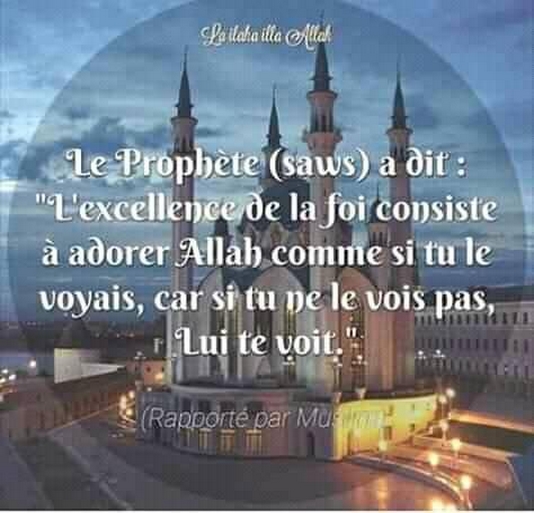 La ilaha illa Allah
Le Prophète (saws) a dit :
"L'excellence de la foi consiste
à adorer Allah comme si tu le
voyais, car si tu ne le vois pas,
Lui te voit."
(Rapporté par Muslim)